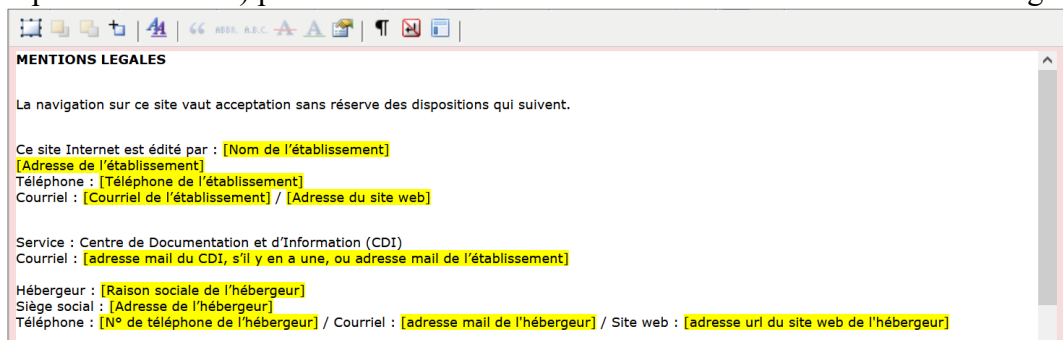 MENTIONS LEGALES
La navigation sur ce site vaut acceptation sans réserve des dispositions qui suivent.
Ce site Internet est édité par : [Nom de l’établissement]
[Adresse de l’établissement]
Téléphone : [Téléphone de l’établissement]
Courriel : [Courriel de l’établissement] / [Adresse du site web]
Service : Centre de Documentation et d’Information (CDI)
Courriel : [adresse mail du CDI, s’il y en a une, ou adresse mail de l’établissement]
Hébergeur : [Raison sociale de l’hébergeur]
Siège social : [Adresse de l’hébergeur]
Téléphone : [N° de téléphone de l’hébergeur] / Courriel : [adresse mail de l'hébergeur] / Site web : [adresse url du site web de l'hébergeur]